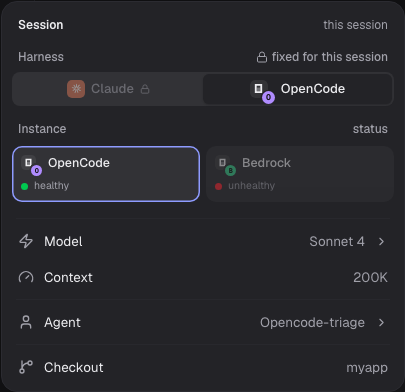 Session this session
Harness fixed for this session
Claude OpenCode
Instance status
OpenCode Bedrock
healthy unhealthy
Model Sonnet 4
Context 200K
Agent Opencode-triage
Checkout myapp